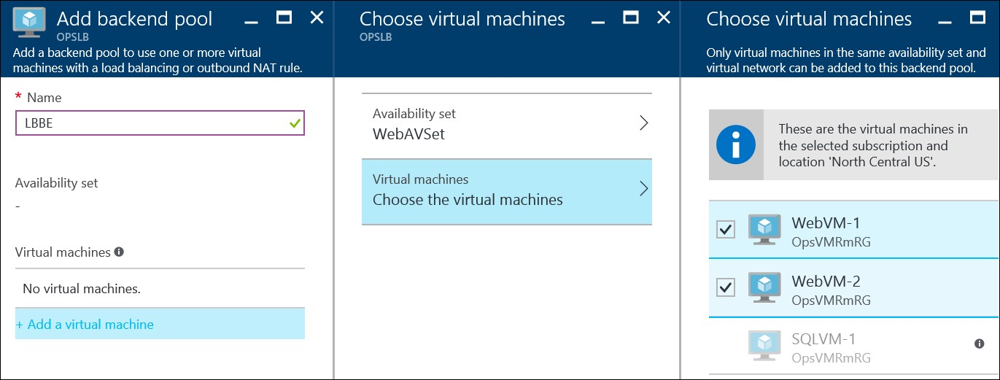 Add backend pool
OPSLB
Add a backend pool to use one or more virtual
machines with a load balancing or outbound NAT rule.
* Name
LBBE
Availability set
-
Virtual machines
No virtual machines.
+ Add a virtual machine
Choose virtual machines
OPSLB
Availability set
WebAVSet
Virtual machines
Choose the virtual machines
Choose virtual machines
Only virtual machines in the same availability set and
virtual network can be added to this backend pool.
These are the virtual machines in
the selected subscription and
location 'North Central US'.
WebVM-1
OpsVMRmRG
WebVM-2
OpsVMRmRG
SQLVM-1
OpsVMRmRG